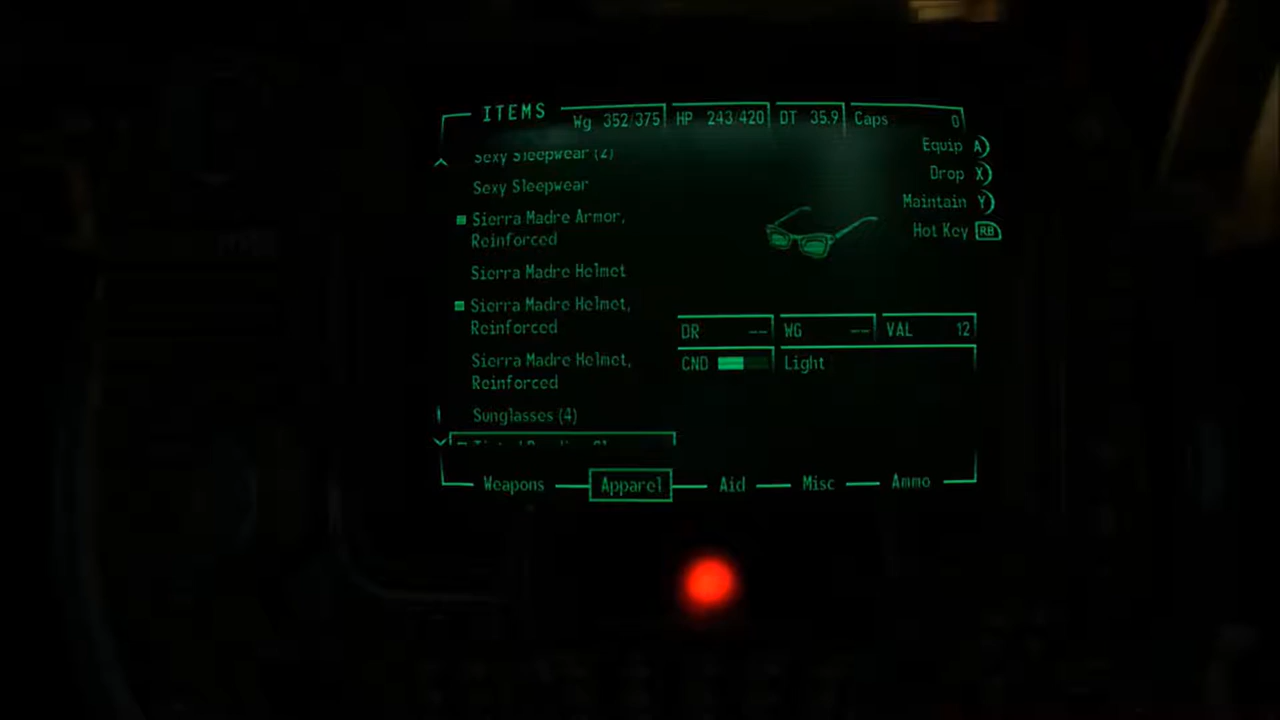 ITEMS Wg 352/375 HP 243/420 DT 35.9 Caps 0
Sexy Sleepwear (2)
Sexy Sleepwear
Sierra Madre Armor,
Reinforced
Sierra Madre Helmet
Sierra Madre Helmet,
Reinforced
Sierra Madre Helmet,
Reinforced
Sunglasses (4)
Equip A)
Drop X)
Maintain Y)
Hot Key RB
DR -- WG -- VAL 12
CND Light
Weapons Apparel Aid Misc Ammo